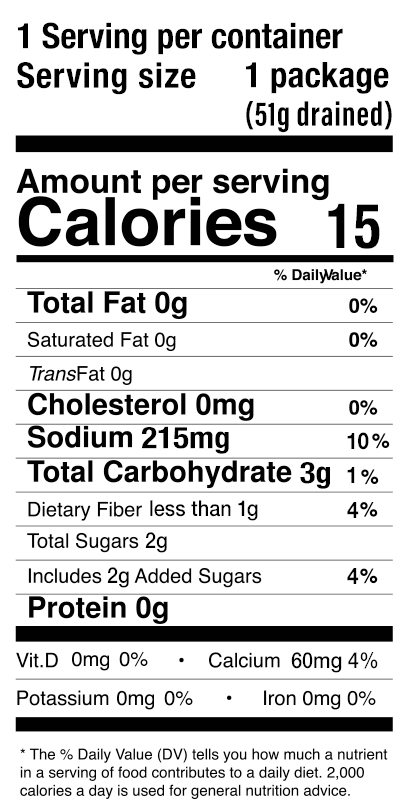 1 Serving per container
Serving size 1 package
(51g drained)
Amount per serving
Calories 15
% DailyValue*
Total Fat 0g 0%
Saturated Fat 0g 0%
TransFat 0g
Cholesterol 0mg 0%
Sodium 215mg 10%
Total Carbohydrate 3g 1%
Dietary Fiber less than 1g 4%
Total Sugars 2g
Includes 2g Added Sugars 4%
Protein 0g
Vit.D 0mg 0% • Calcium 60mg 4%
Potassium 0mg 0% • Iron 0mg 0%
* The % Daily Value (DV) tells you how much a nutrient
in a serving of food contributes to a daily diet. 2,000
calories a day is used for general nutrition advice.